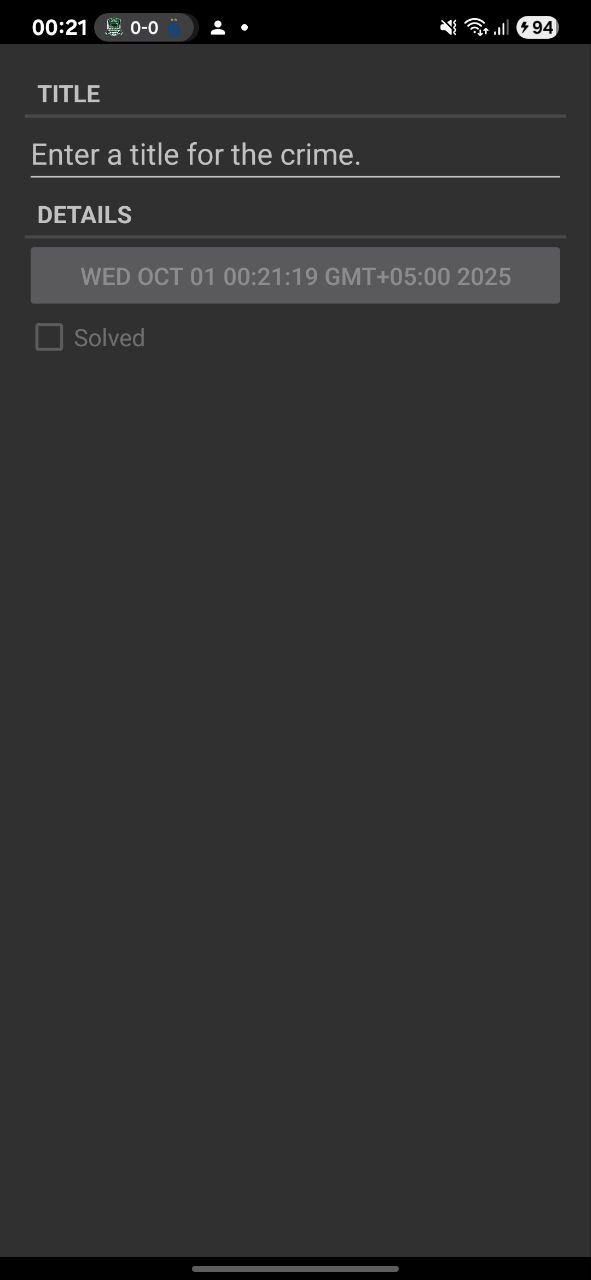 00:21 0-0 94
TITLE
Enter a title for the crime.
DETAILS
WED OCT 01 00:21:19 GMT+05:00 2025
Solved